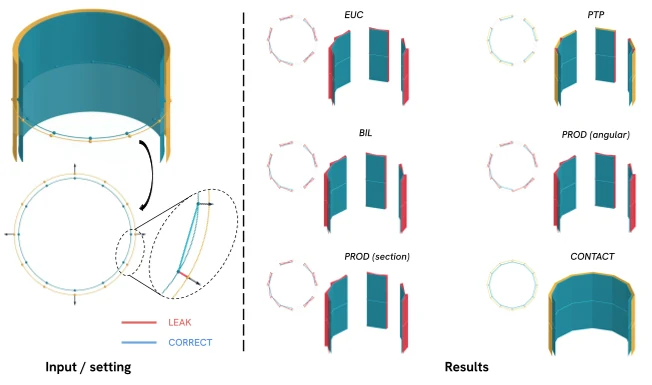 EUC
PTP
BIL
PROD (angular)
PROD (section)
CONTACT
LEAK
CORRECT
Input / setting
Results